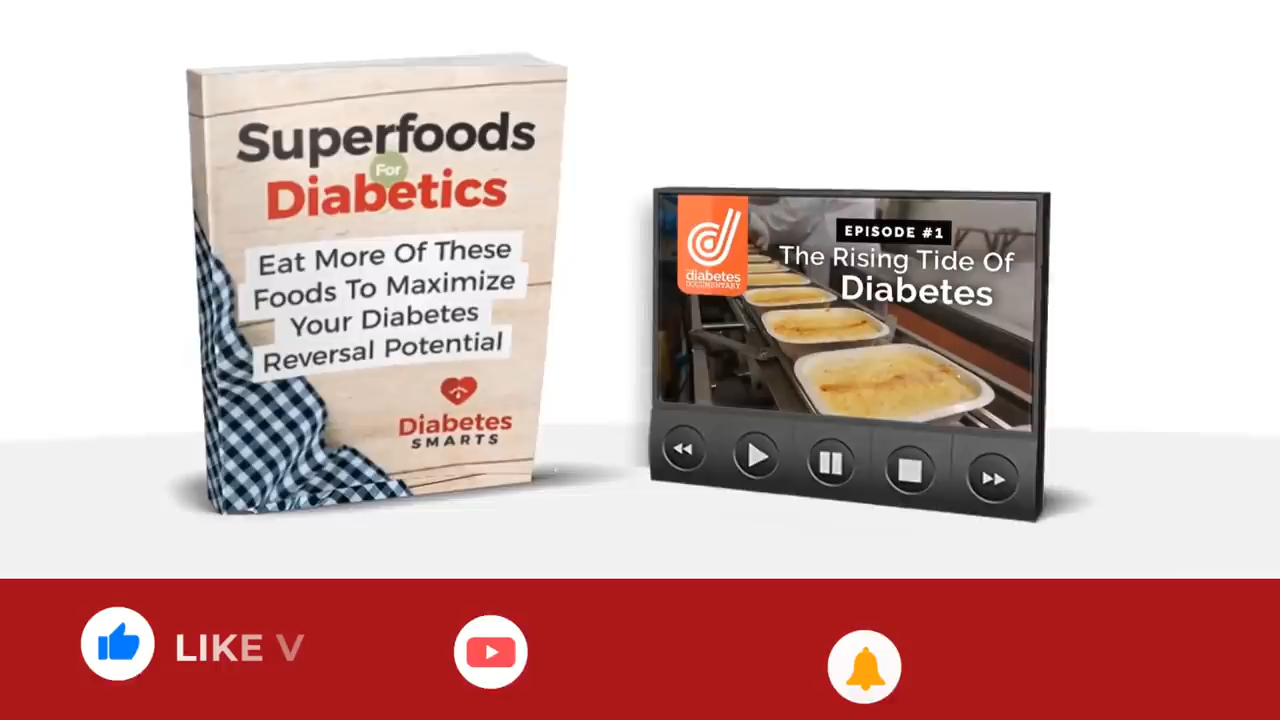 Superfoods
For
Diabetics
Eat More Of These
Foods To Maximize
Your Diabetes
Reversal Potential
Diabetes
SMARTS
EPISODE #1
The Rising Tide Of
Diabetes
diabetes
DOCUMENTARY
LIKE V